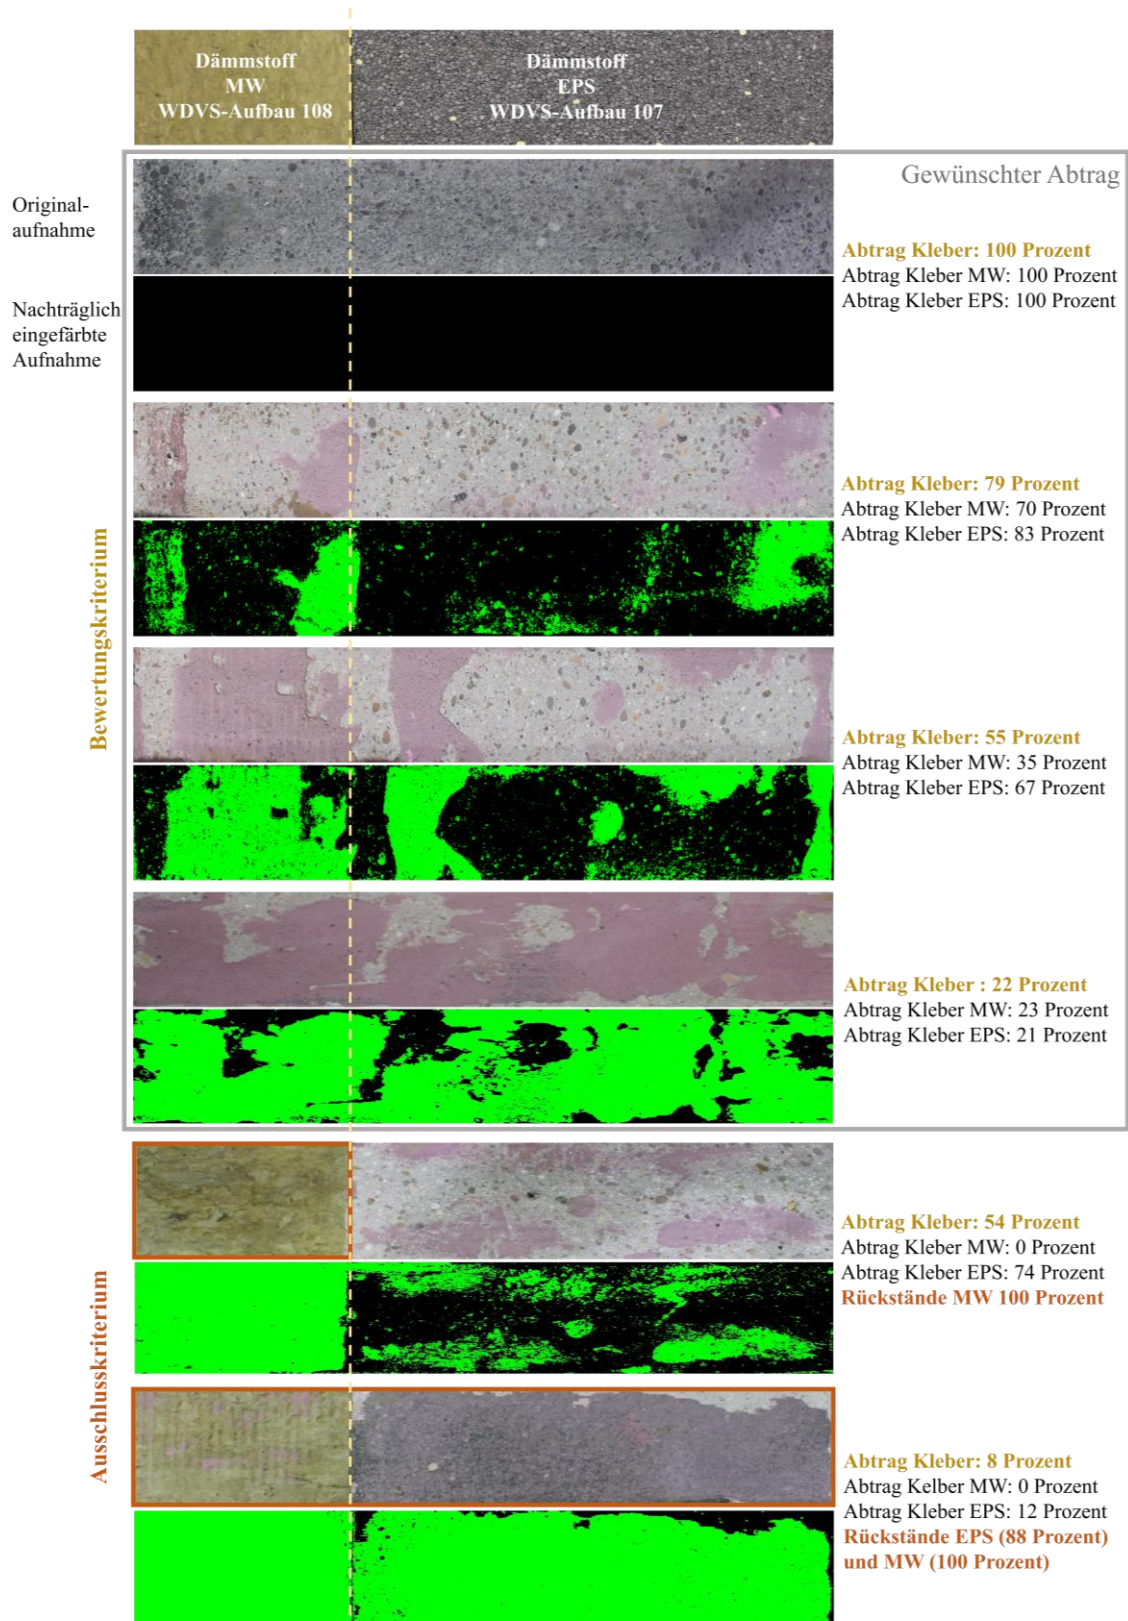 Dämmstoff
MW
WDVS-Aufbau 108
Dämmstoff
EPS
WDVS-Aufbau 107
Gewünschter Abtrag
Original-
aufnahme
Nachträglich
eingefärbte
Aufnahme
Abtrag Kleber: 100 Prozent
Abtrag Kleber MW: 100 Prozent
Abtrag Kleber EPS: 100 Prozent
Bewertungskriterium
Abtrag Kleber: 79 Prozent
Abtrag Kleber MW: 70 Prozent
Abtrag Kleber EPS: 83 Prozent
Abtrag Kleber: 55 Prozent
Abtrag Kleber MW: 35 Prozent
Abtrag Kleber EPS: 67 Prozent
Abtrag Kleber : 22 Prozent
Abtrag Kleber MW: 23 Prozent
Abtrag Kleber EPS: 21 Prozent
Ausschlusskriterium
Abtrag Kleber: 54 Prozent
Abtrag Kleber MW: 0 Prozent
Abtrag Kleber EPS: 74 Prozent
Rückstände MW 100 Prozent
Abtrag Kleber: 8 Prozent
Abtrag Kelber MW: 0 Prozent
Abtrag Kleber EPS: 12 Prozent
Rückstände EPS (88 Prozent)
und MW (100 Prozent)